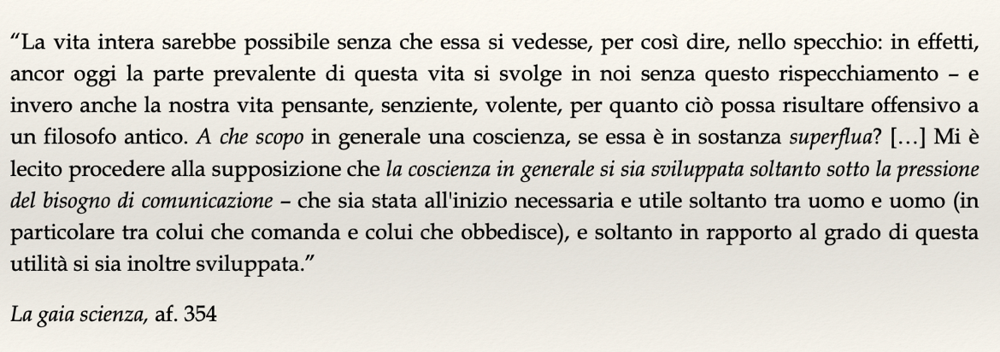 “La vita intera sarebbe possibile senza che essa si vedesse, per così dire, nello specchio: in effetti,
ancor oggi la parte prevalente di questa vita si svolge in noi senza questo rispecchiamento – e
invero anche la nostra vita pensante, senziente, volente, per quanto ciò possa risultare offensivo a
un filosofo antico. A che scopo in generale una coscienza, se essa è in sostanza superflua? […] Mi è
lecito procedere alla supposizione che la coscienza in generale si sia sviluppata soltanto sotto la pressione
del bisogno di comunicazione – che sia stata all'inizio necessaria e utile soltanto tra uomo e uomo (in
particolare tra colui che comanda e colui che obbedisce), e soltanto in rapporto al grado di questa
utilità si sia inoltre sviluppata.”
La gaia scienza, af. 354